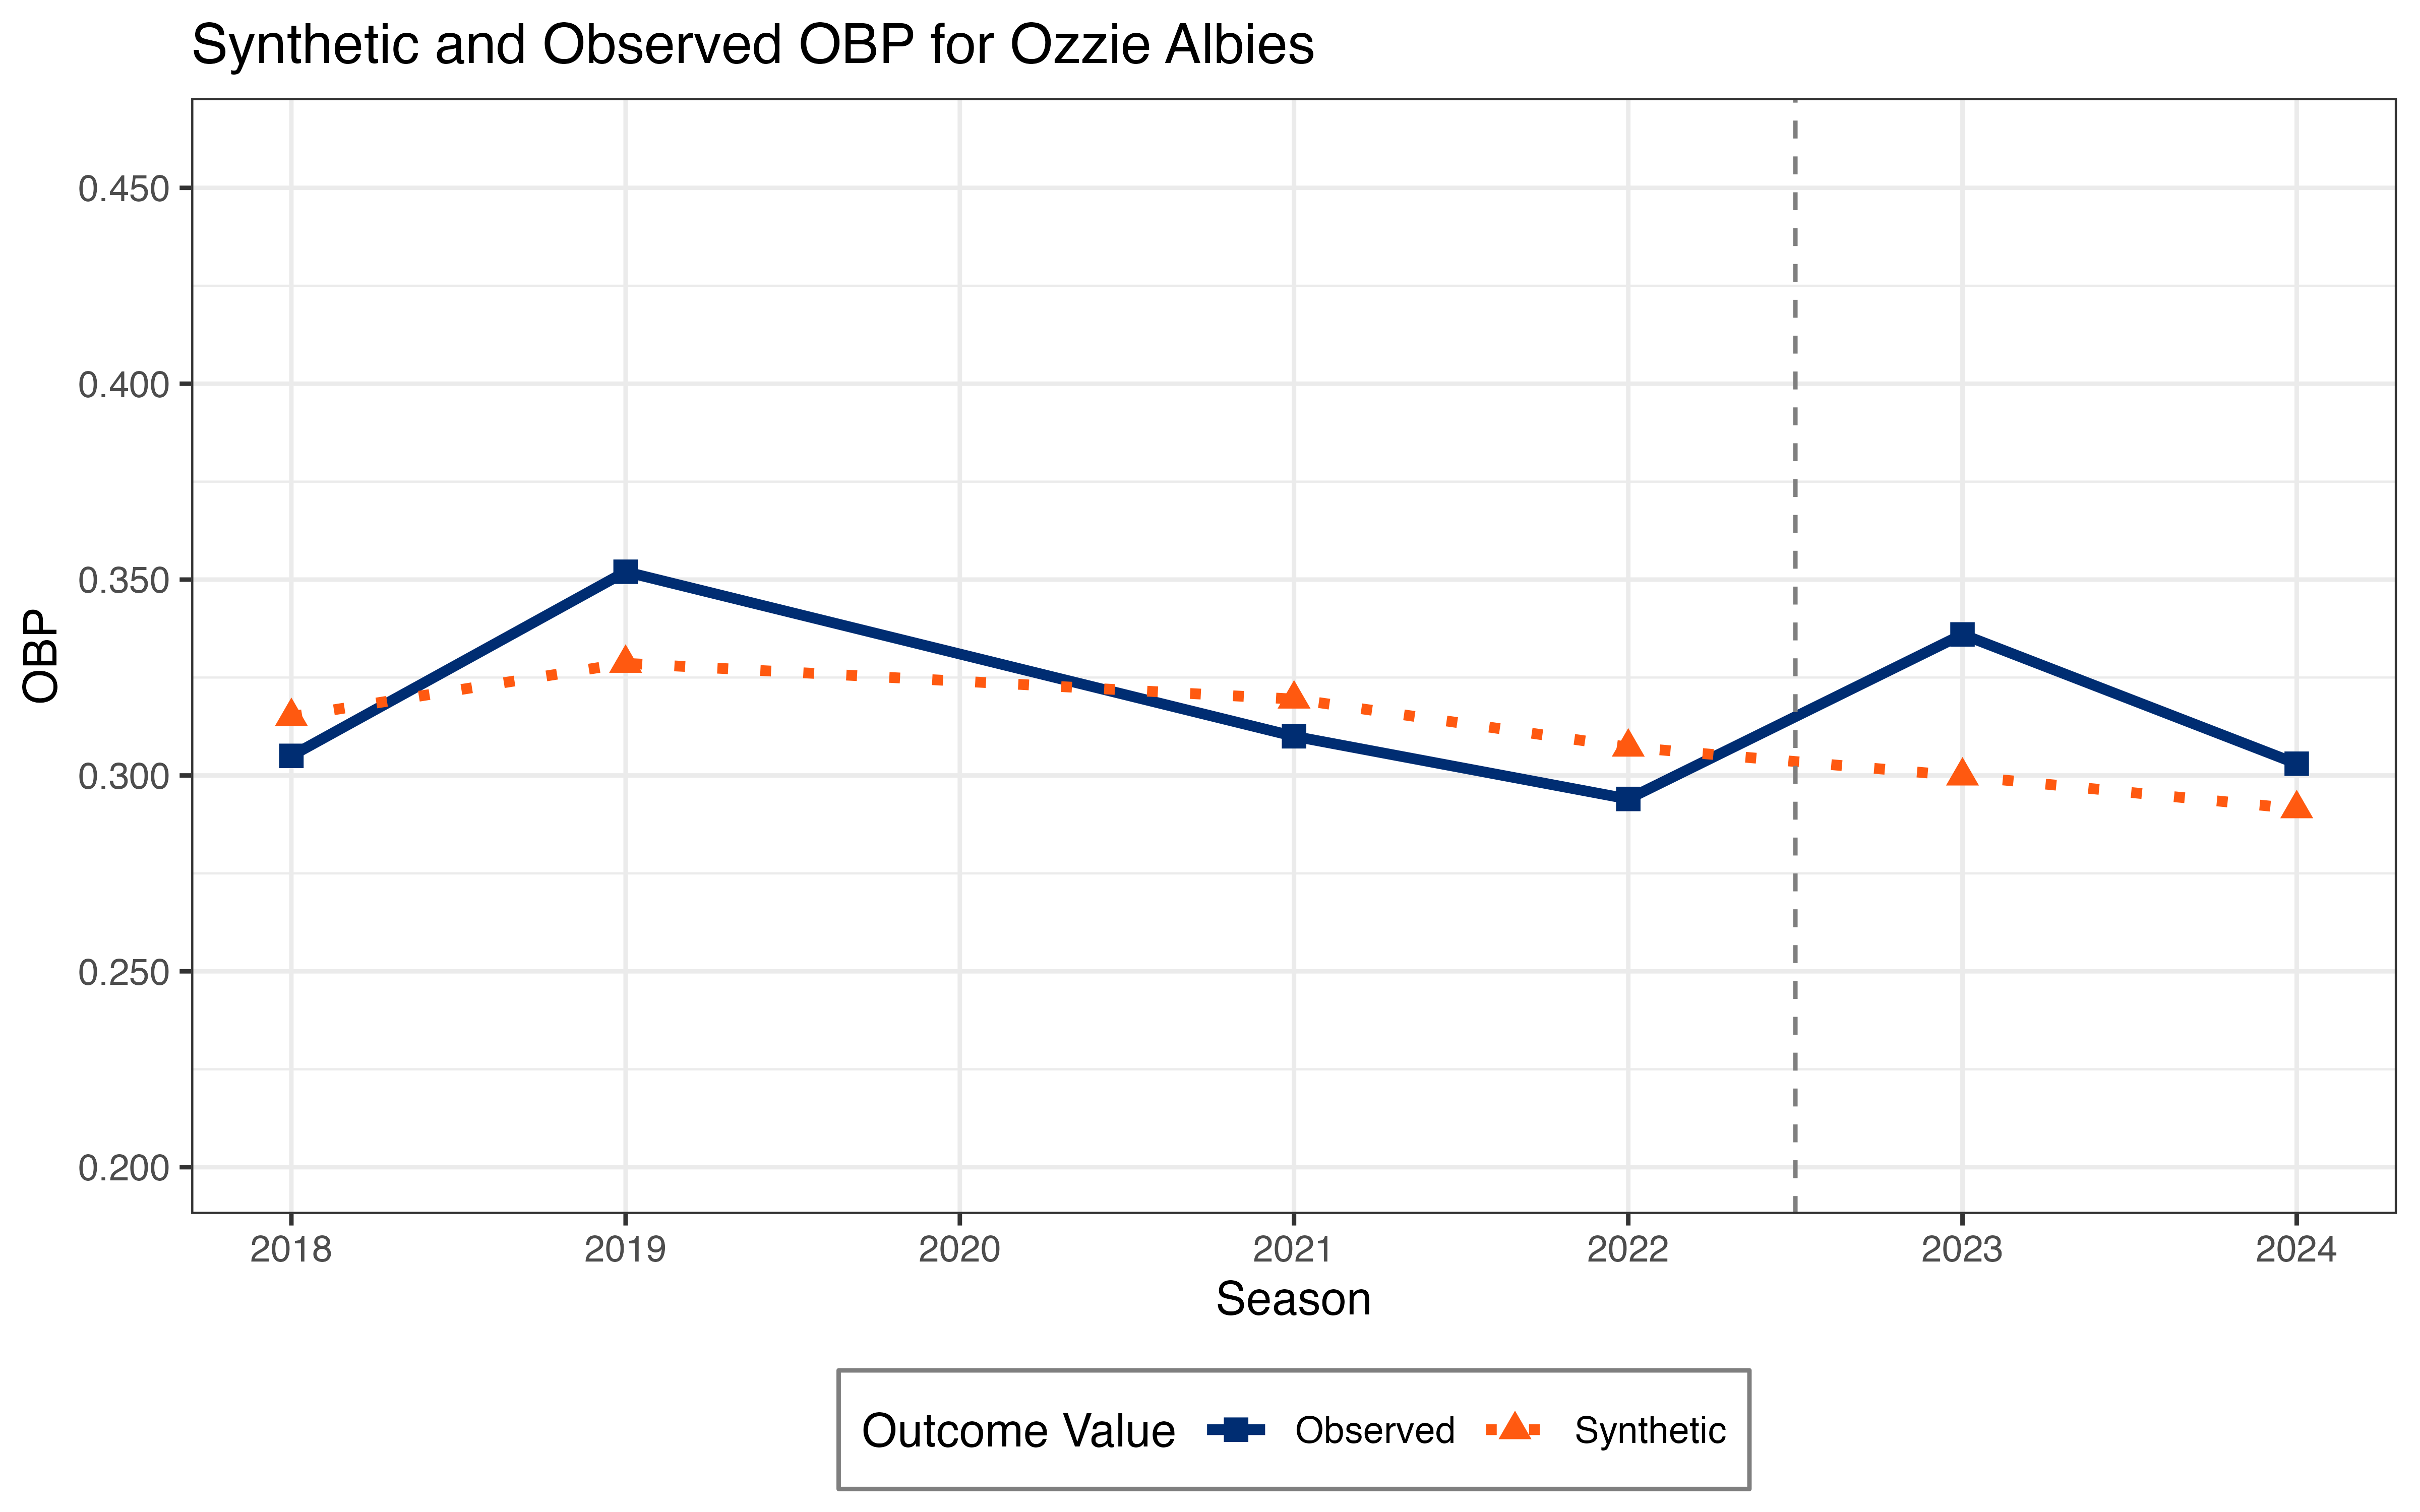 Synthetic and Observed OBP for Ozzie Albies
OBP
0.450
0.400
0.350
0.300
0.250
0.200
2018 2019 2020 2021 2022 2023 2024
Season
Outcome Value Observed Synthetic